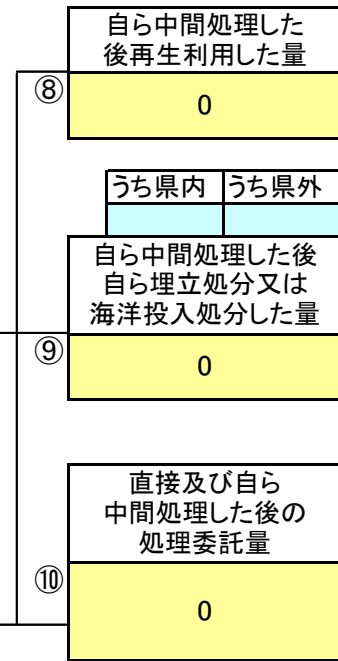 自ら中間処理した
後再生利用した量
⑧
0
うち県内 うち県外
自ら中間処理した後
自ら埋立処分又は
海洋投入処分した量
⑨
0
直接及び自ら
中間処理した後の
処理委託量
⑩
0